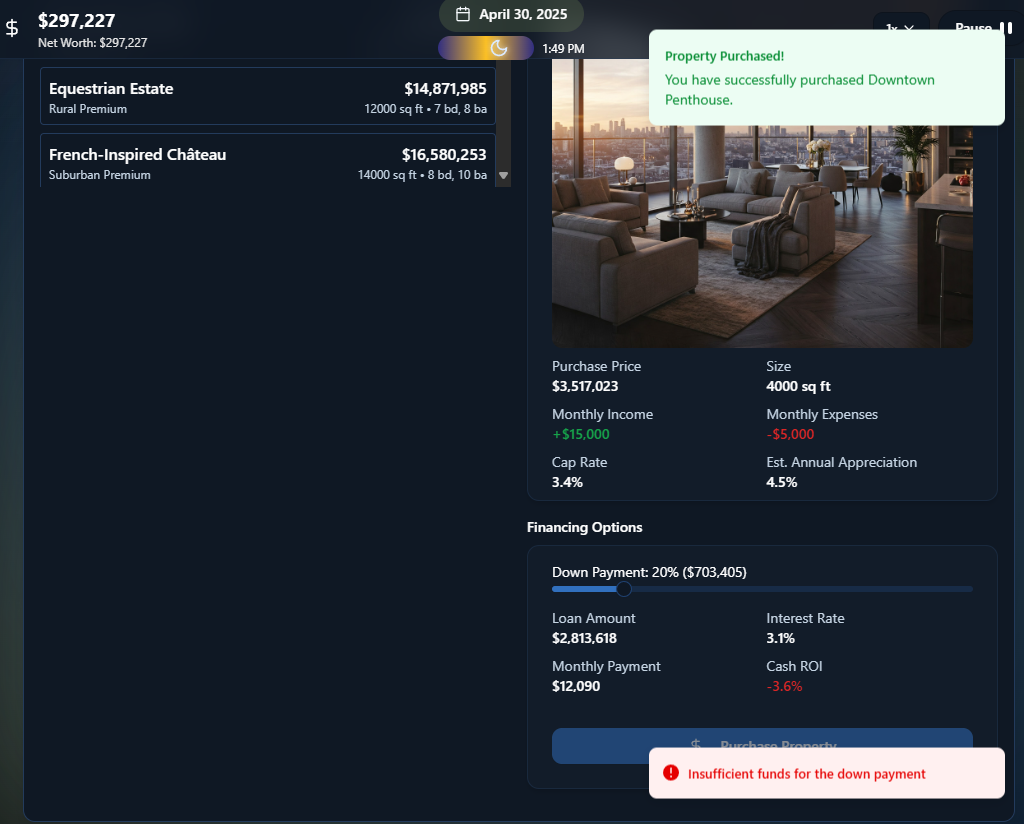 $297,227
Net Worth: $297,227
April 30, 2025
1:49 PM
1x
Pause
Property Purchased!
You have successfully purchased Downtown
Penthouse.
Equestrian Estate
$14,871,985
Rural Premium
12000 sq ft • 7 bd, 8 ba
French-Inspired Château
$16,580,253
Suburban Premium
14000 sq ft • 8 bd, 10 ba
Purchase Price
Size
$3,517,023
4000 sq ft
Monthly Income
Monthly Expenses
+$15,000
-$5,000
Cap Rate
Est. Annual Appreciation
3.4%
4.5%
Financing Options
Down Payment: 20% ($703,405)
Loan Amount
Interest Rate
$2,813,618
3.1%
Monthly Payment
Cash ROI
$12,090
-3.6%
$ Purchase Property
Insufficient funds for the down payment